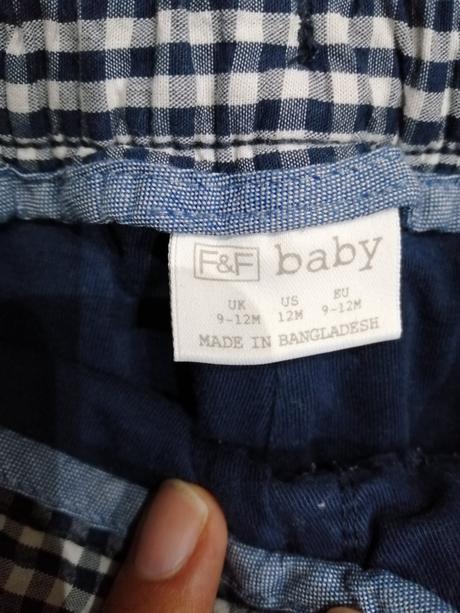 F&F baby
UK US EU
9-12M 12M 9-12M
MADE IN BANGLADESH